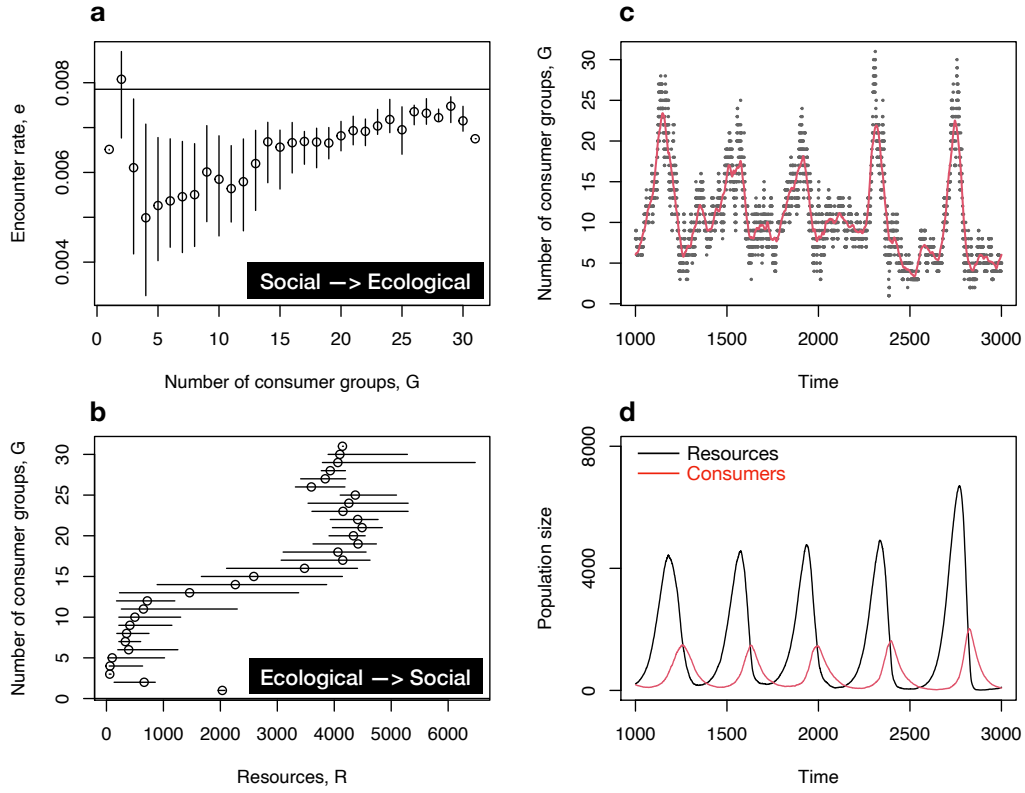 a
Encounter rate, e
0.004
0.006
0.008
Social —> Ecological
0 5 10 15 20 25 30
Number of consumer groups, G
b
Number of consumer groups, G
0 5 10 15 20 25 30
Ecological —> Social
0 1000 2000 3000 4000 5000 6000
Resources, R
c
Number of consumer groups, G
0 5 10 15 20 25 30
1000 1500 2000 2500 3000
Time
d
Population size
0 4000 8000
Resources
Consumers
1000 1500 2000 2500 3000
Time